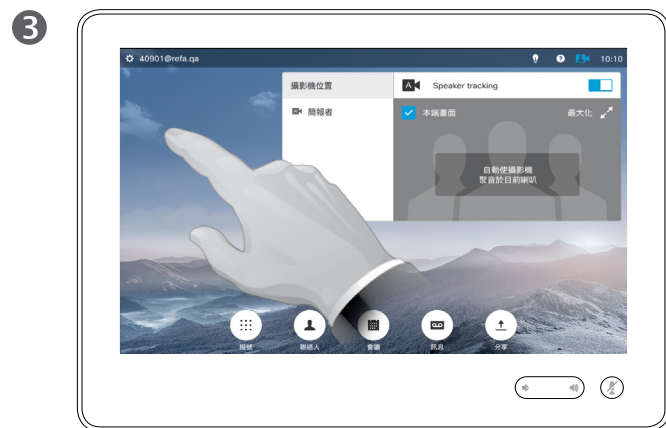 3
40901@refa.qa
10:10
攝影機位置
Speaker tracking
簡報者
本端畫面
最大化
自動使攝影機
聚音於目前喇叭
撥號
聯絡人
會議
訊息
分享